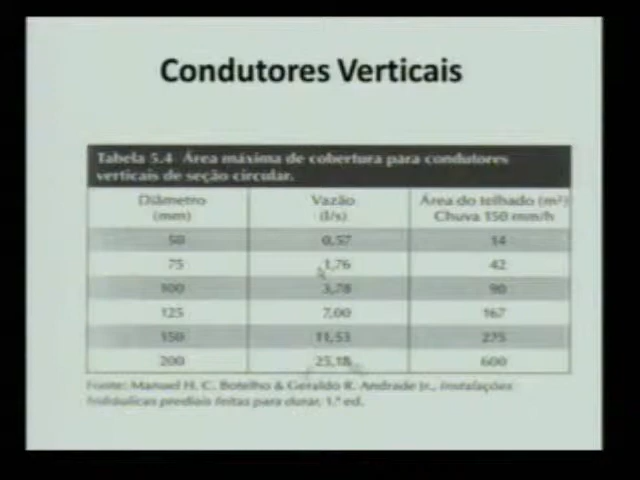 Condutores Verticais
Tabela 5.4 Área máxima de cobertura para condutores
verticais de seção circular.
Diâmetro (mm) Vazão (l/s) Área do telhado (m²) Chuva 150 mm/h
50 0,57 14
75 1,76 42
100 3,78 90
125 7,00 167
150 11,53 275
200 25,18 600
Fonte: Manuel H. C. Botelho & Geraldo R. Andrade Jr., Instalações
hidráulicas prediais feitas para durar, 1.ª ed.